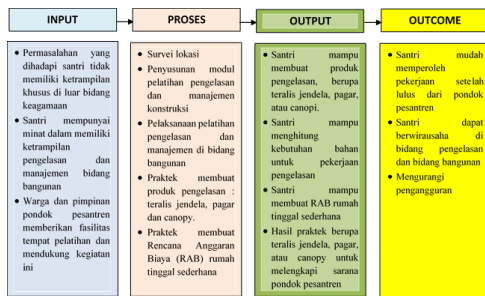 INPUT
PROSES
OUTPUT
OUTCOME
• Permasalahan yang
dihadapi santri tidak
memiliki ketrampilan
khusus di luar bidang
keagamaan
• Santri mempunyai
minat dalam memiliki
ketrampilan
pengelasan dan
manajemen bidang
bangunan
• Warga dan pimpinan
pondok pesantren
memberikan fasilitas
tempat pelatihan dan
mendukung kegiatan
ini
• Survei lokasi
• Penyusunan modul
pelatihan pengelasan
dan manajemen
konstruksi
• Pelaksanaan pelatihan
pengelasan dan
manajemen di bidang
bangunan.
• Praktek membuat
produk pengelasan :
teralis jendela, pagar
dan canopy.
• Praktek membuat
Rencana Anggaran
Biaya (RAB) rumah
tinggal sederhana
• Santri mampu
membuat produk
pengelasan, berupa
teralis jendela, pagar,
atau canopi.
• Santri mampu
menghitung
kebutuhan bahan
untuk pekerjaan
pengelasan
• Santri mampu
membuat RAB rumah
tinggal sederhana
• Hasil praktek berupa
teralis jendela, pagar,
atau canopy untuk
melengkapi sarana
pondok pesantren
• Santri mudah
memperoleh
pekerjaan setelah
lulus dari pondok
pesantren
• Santri dapat
berwirausaha di
bidang pengelasan
dan bidang bangunan
• Mengurangi
pengangguran